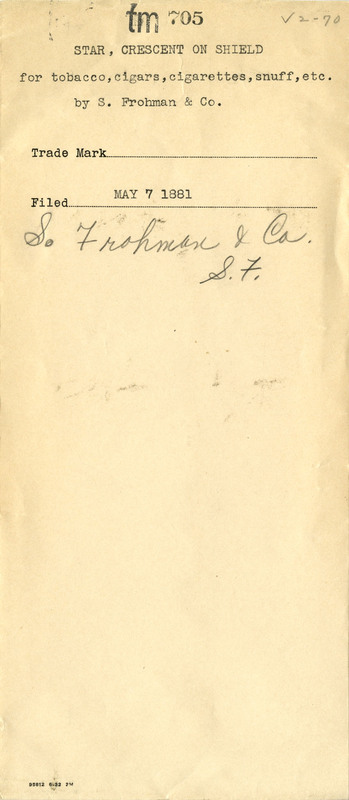 tm 705
V2-70
STAR, CRESCENT ON SHIELD
for tobacco,cigars,cigarettes,snuff,etc.
by S. Frohman & Co.
Trade Mark
Filed MAY 7 1881
S. Frohman & Co.
S.F.